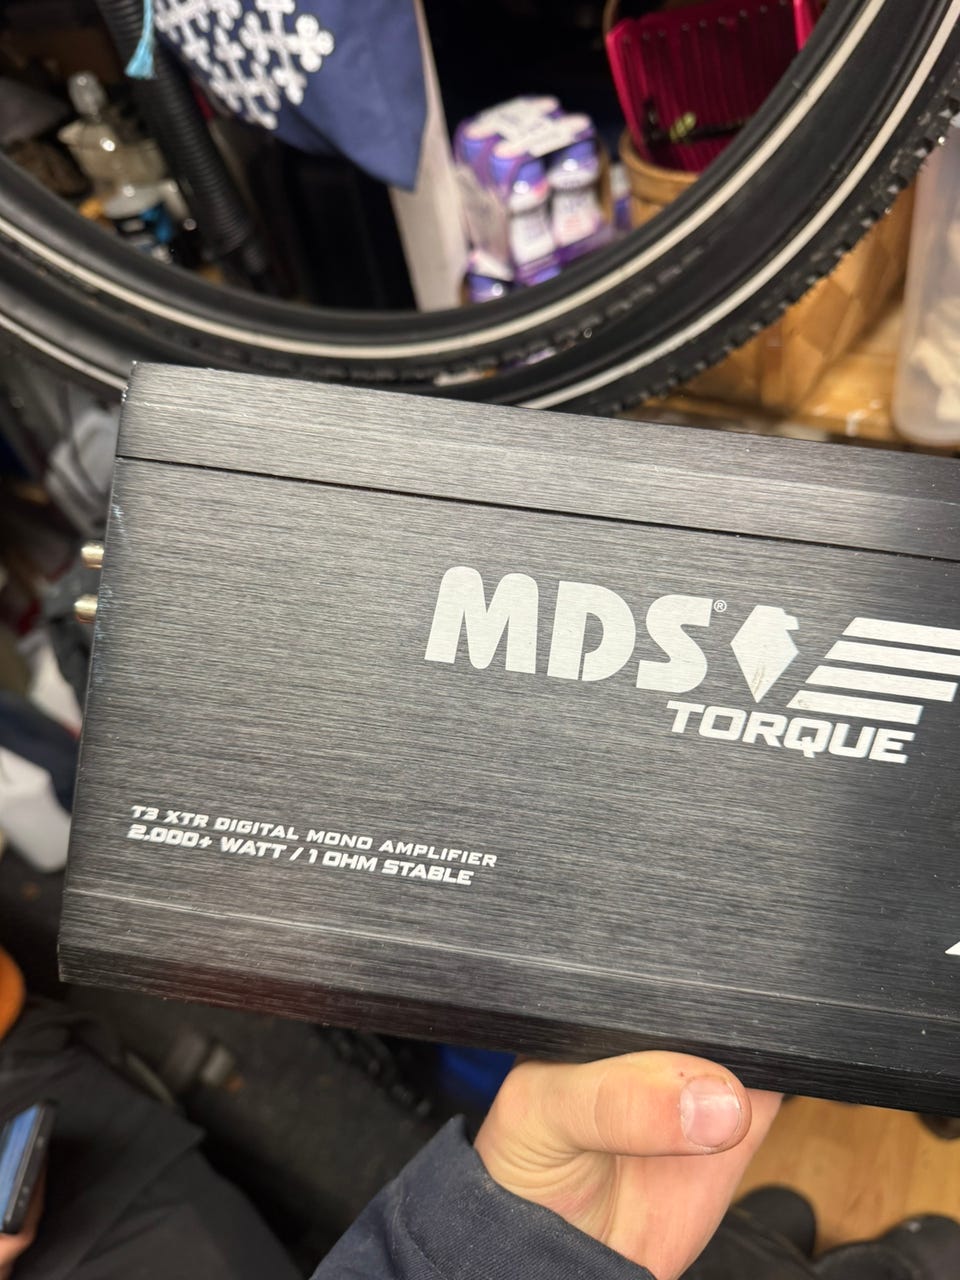 MDS®
TORQUE
T3 XTR DIGITAL MONO AMPLIFIER
2,000+ WATT / 1 OHM STABLE